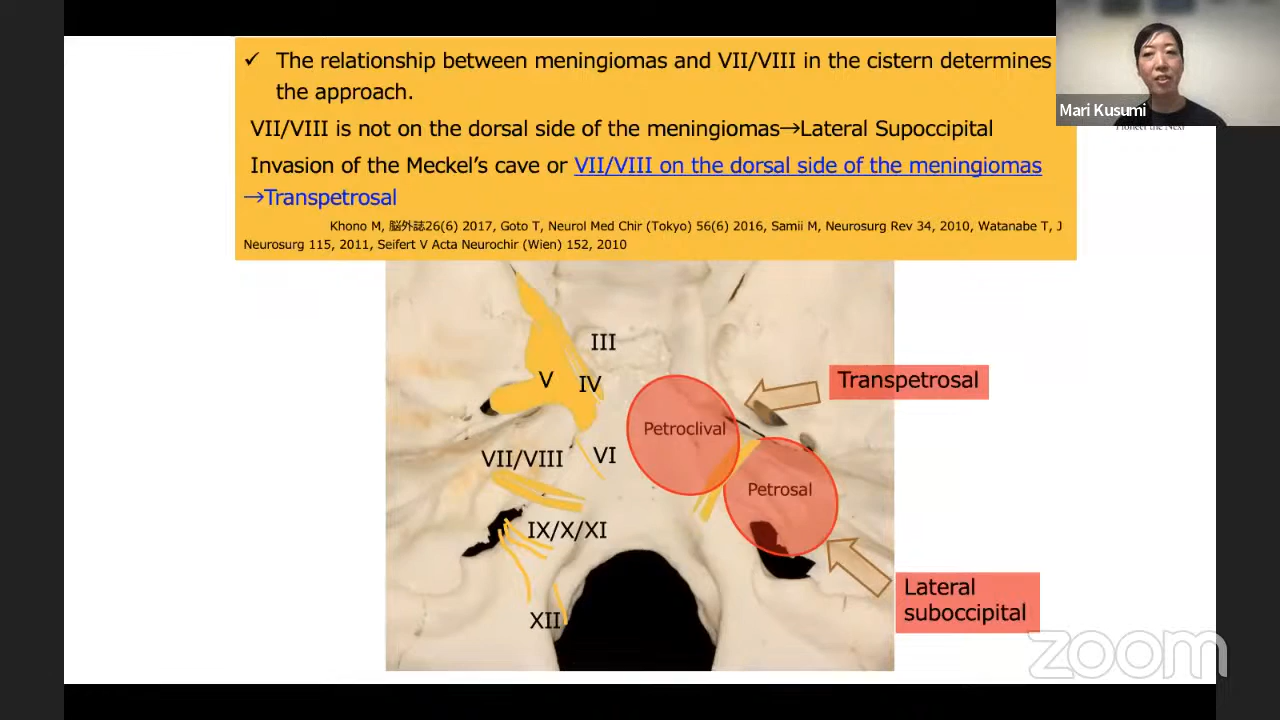 ✓ The relationship between meningiomas and VII/VIII in the cistern determines
the approach.
VII/VIII is not on the dorsal side of the meningiomas→Lateral Supoccipital
Invasion of the Meckel's cave or VII/VIII on the dorsal side of the meningiomas
→Transpetrosal
Khono M, 脳外誌26(6) 2017, Goto T, Neurol Med Chir (Tokyo) 56(6) 2016, Samii M, Neurosurg Rev 34, 2010, Watanabe T, J
Neurosurg 115, 2011, Seifert V Acta Neurochir (Wien) 152, 2010
Mari Kusumi
III
V
IV
Transpetrosal
Petroclival
VII/VIII
VI
Petrosal
IX/X/XI
Lateral
suboccipital
XII
zoom